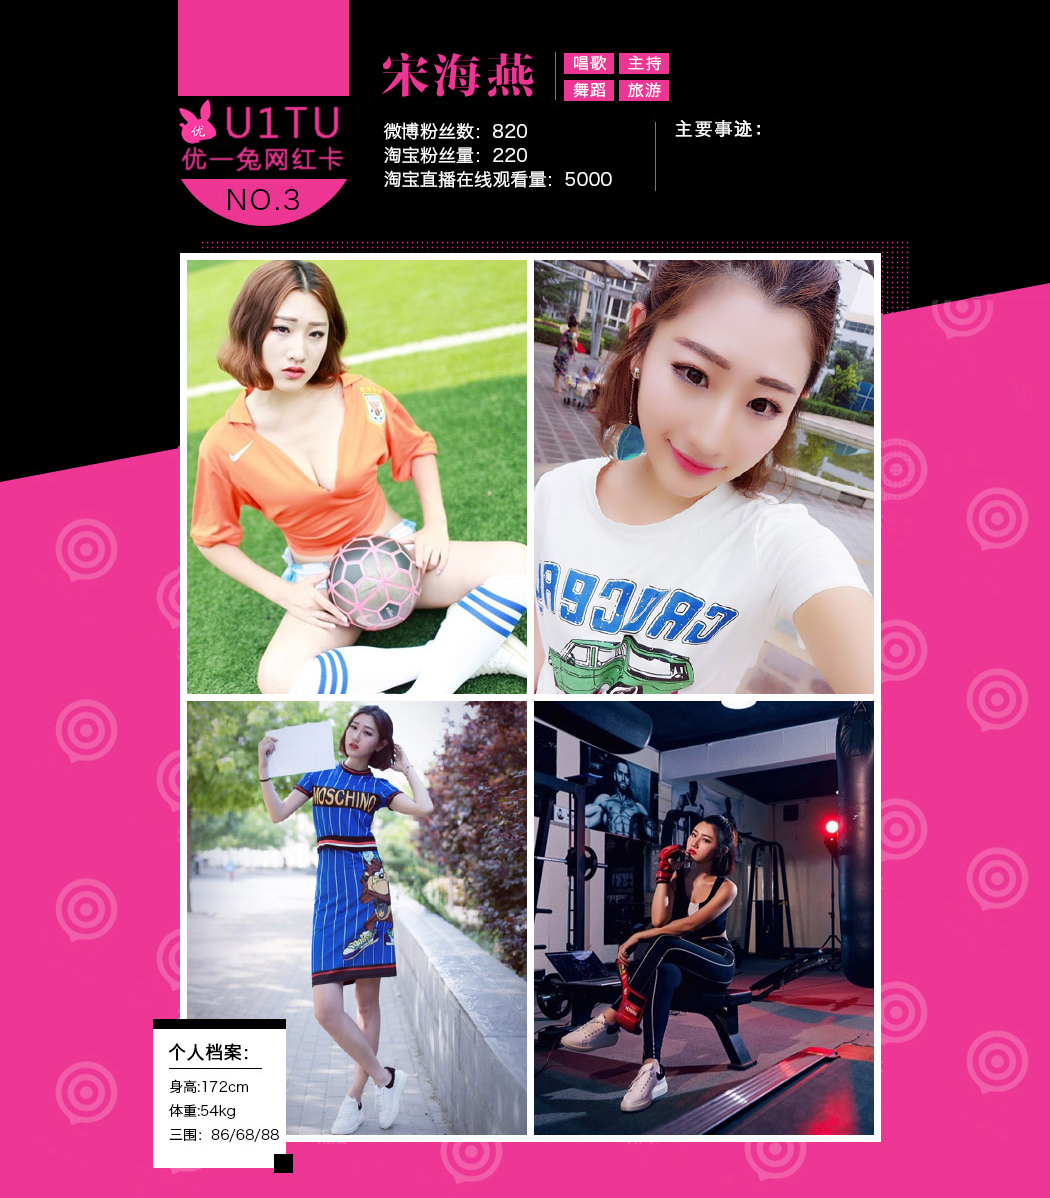 宋海燕
唱歌 主持
舞蹈 旅游
优
U1TU
优一兔网红卡
NO.3
微博粉丝数：820
淘宝粉丝量：220
淘宝直播在线观看量：5000
主要事迹：
MOSCHINO
个人档案：
身高:172cm
体重:54kg
三围：86/68/88